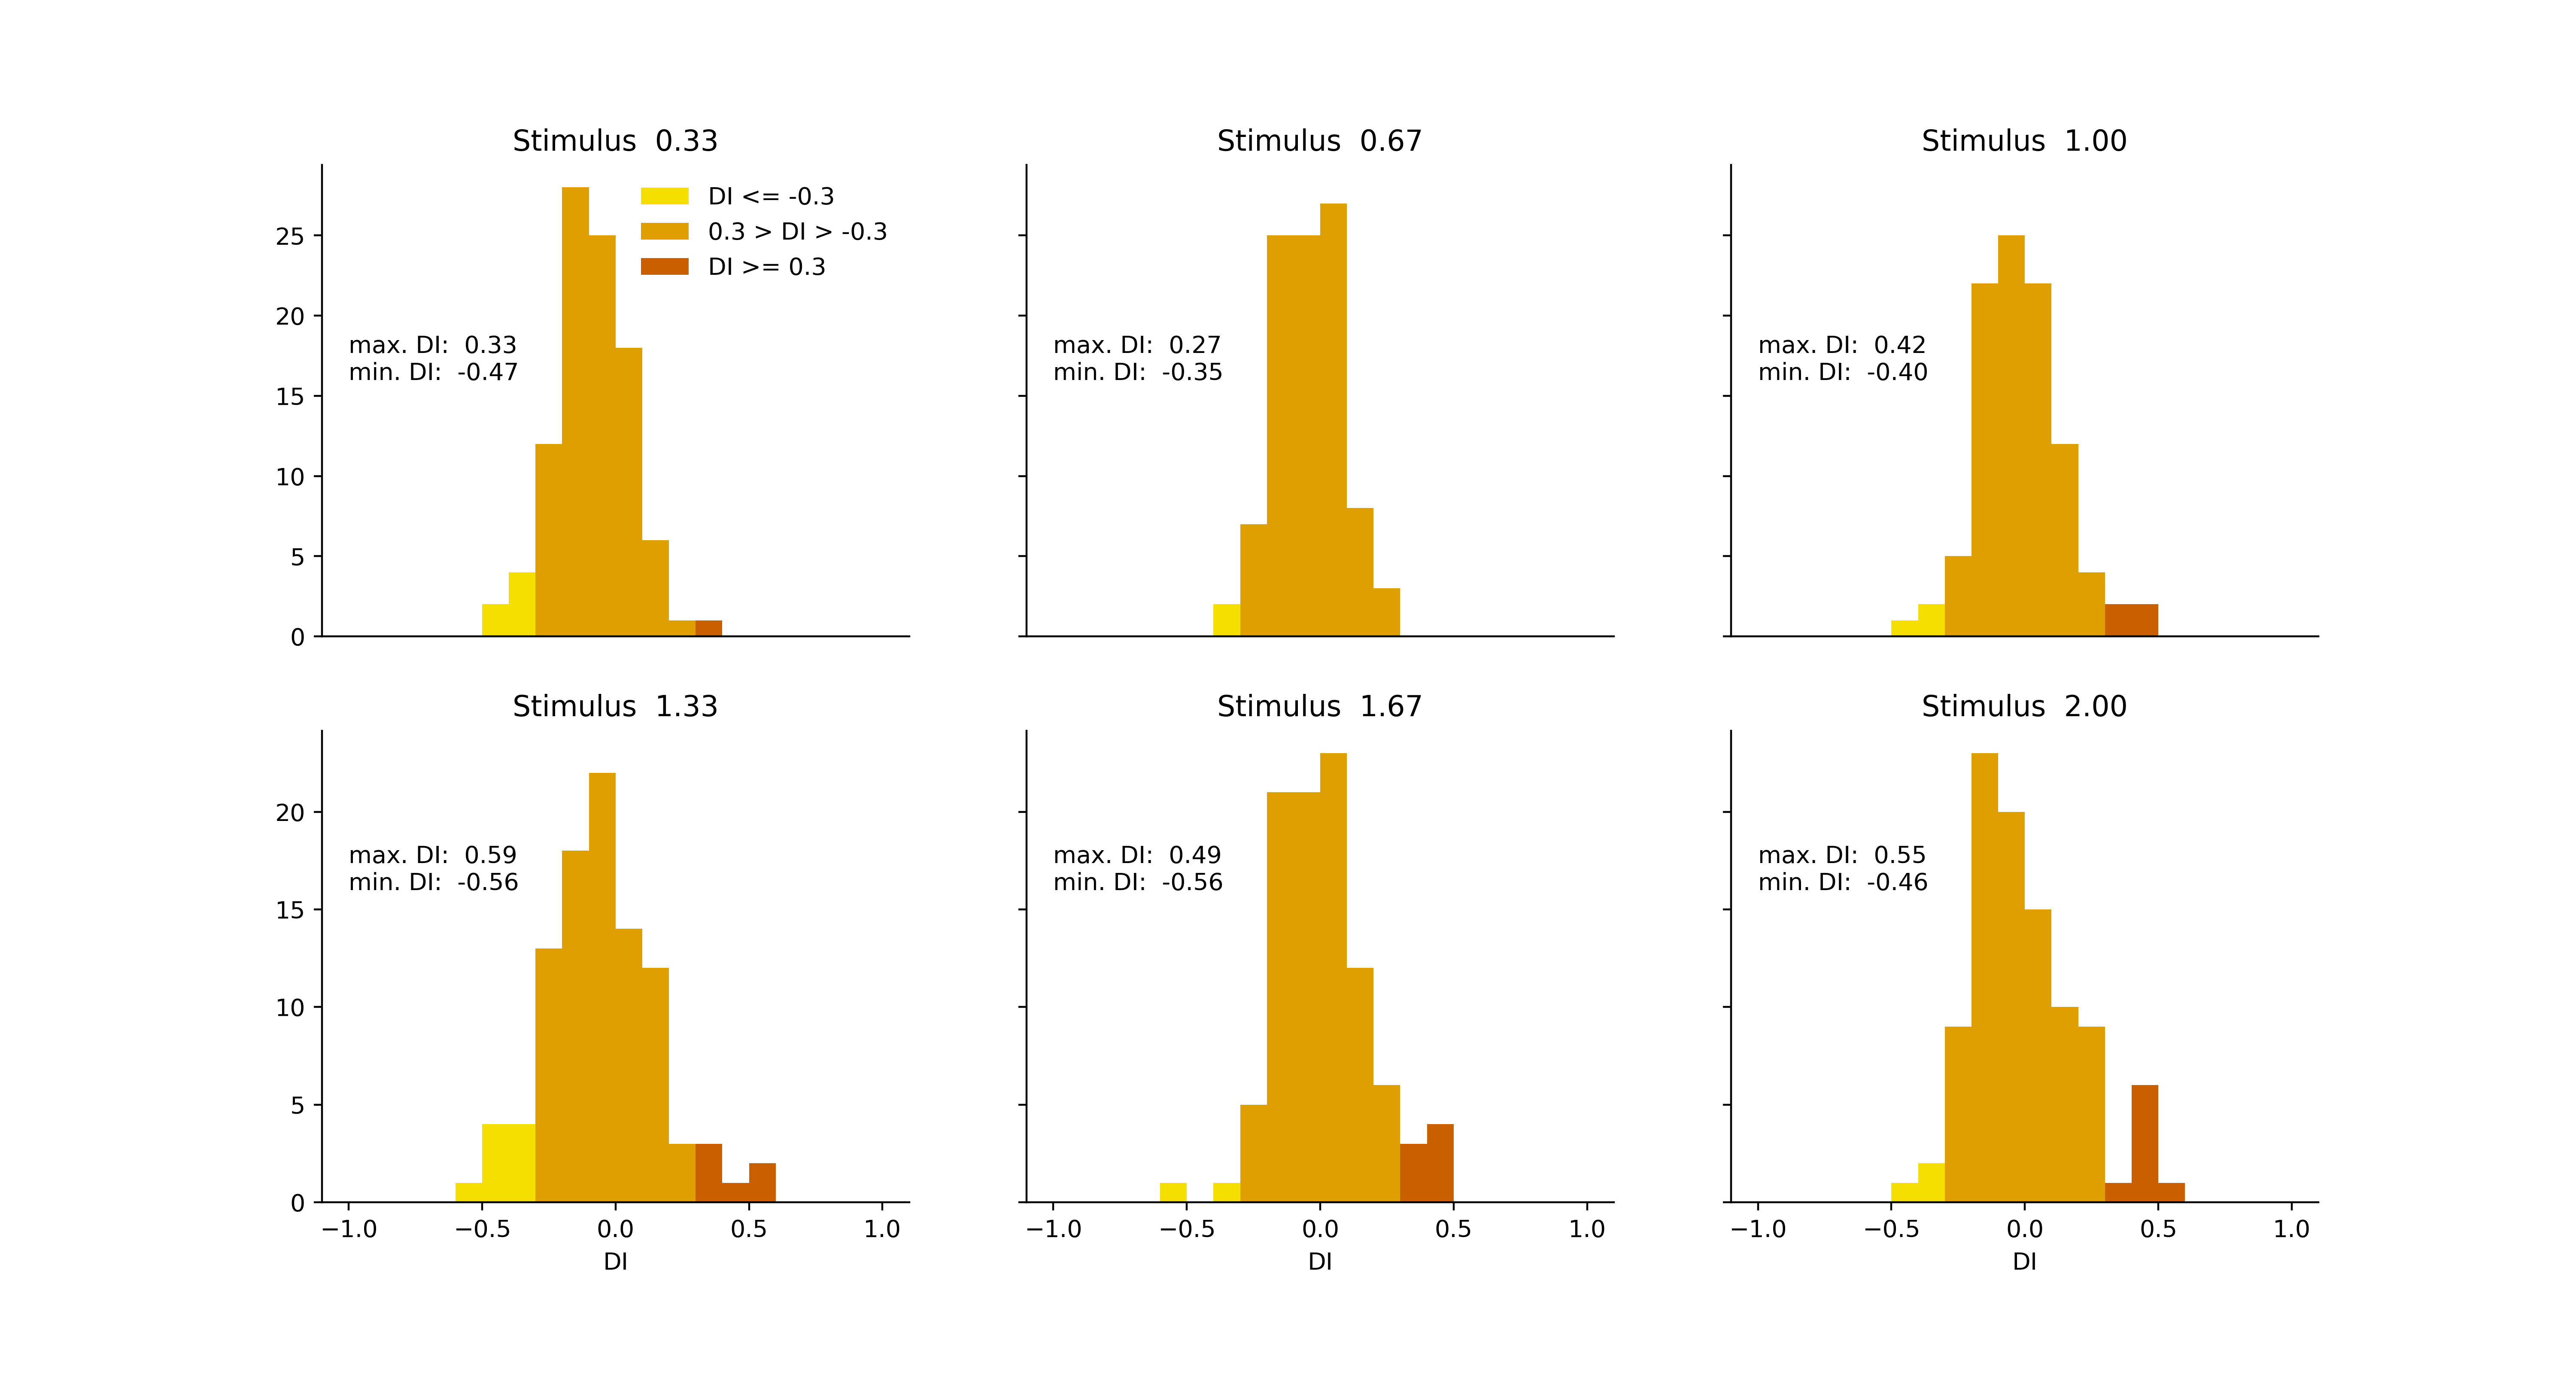 Stimulus  0.33
25
20
15
10
5
0
DI <= -0.3
0.3 > DI > -0.3
DI >= 0.3
max. DI:  0.33
min. DI:  -0.47
Stimulus  0.67
max. DI:  0.27
min. DI:  -0.35
Stimulus  1.00
max. DI:  0.42
min. DI:  -0.40
Stimulus  1.33
20
15
10
5
0
max. DI:  0.59
min. DI:  -0.56
−1.0 −0.5 0.0 0.5 1.0
DI
Stimulus  1.67
max. DI:  0.49
min. DI:  -0.56
−1.0 −0.5 0.0 0.5 1.0
DI
Stimulus  2.00
max. DI:  0.55
min. DI:  -0.46
−1.0 −0.5 0.0 0.5 1.0
DI